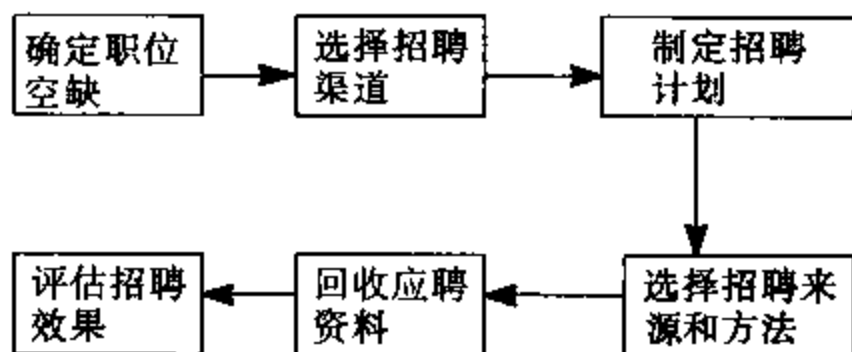 确定职位
空缺
选择招聘
渠道
制定招聘
计划
评估招聘
效果
回收应聘
资料
选择招聘来
源和方法